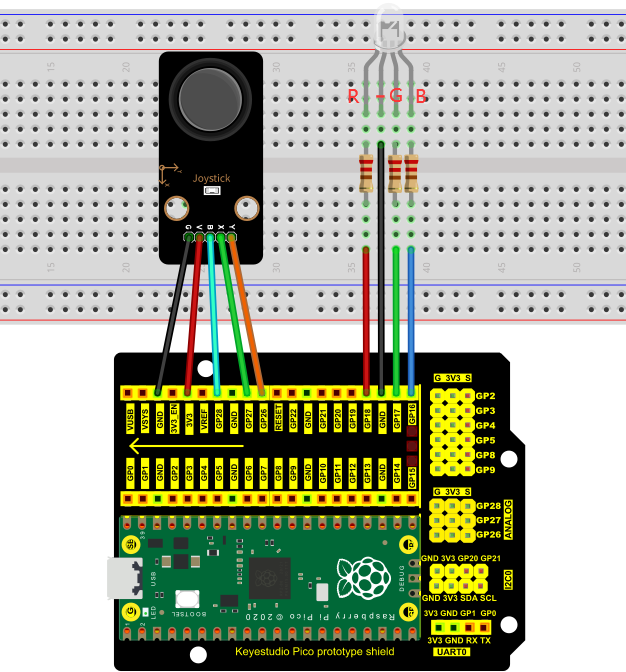 15 20 25 30 35 40 45 50
R - G B
Joystick
G V B X Y
15 20 25 30 35 40 45 50
G 3V3 S
VUSB VSYS GND 3V3_EN 3V3 VREF GP28 GND GP27 GP26 RESET GP22 GND GP21 GP20 GP19 GP18 GND GP17 GP16
GP2
GP3
GP4
GP5
GP8
GP9
GP0 GP1 GND GP2 GP3 GP4 GP5 GND GP6 GP7 GP8 GP9 GND GP10 GP11 GP12 GP13 GND GP14 GP15
G 3V3 S
GP28
GP27
GP26
ANALOG
USB
LED
BOOTSEL
Raspberry Pi Pico © 2020
DEBUG
GND 3V3 GP20 GP21
I2C0
GND 3V3 SDA SCL
3V3 GND GP1 GP0
3V3 GND RX TX
UART0
Keyestudio Pico prototype shield